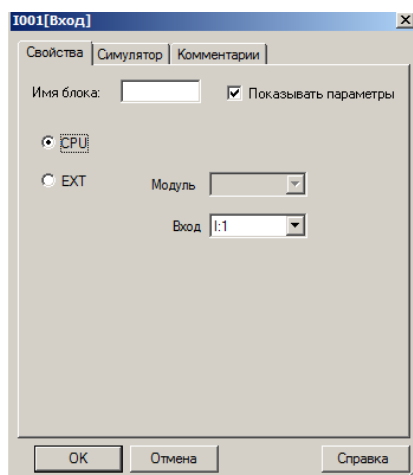 I001[Вход]
Свойства Симулятор Комментарии
Имя блока: Показывать параметры
CPU
EXT Модуль
Вход I:1
OK Отмена Справка